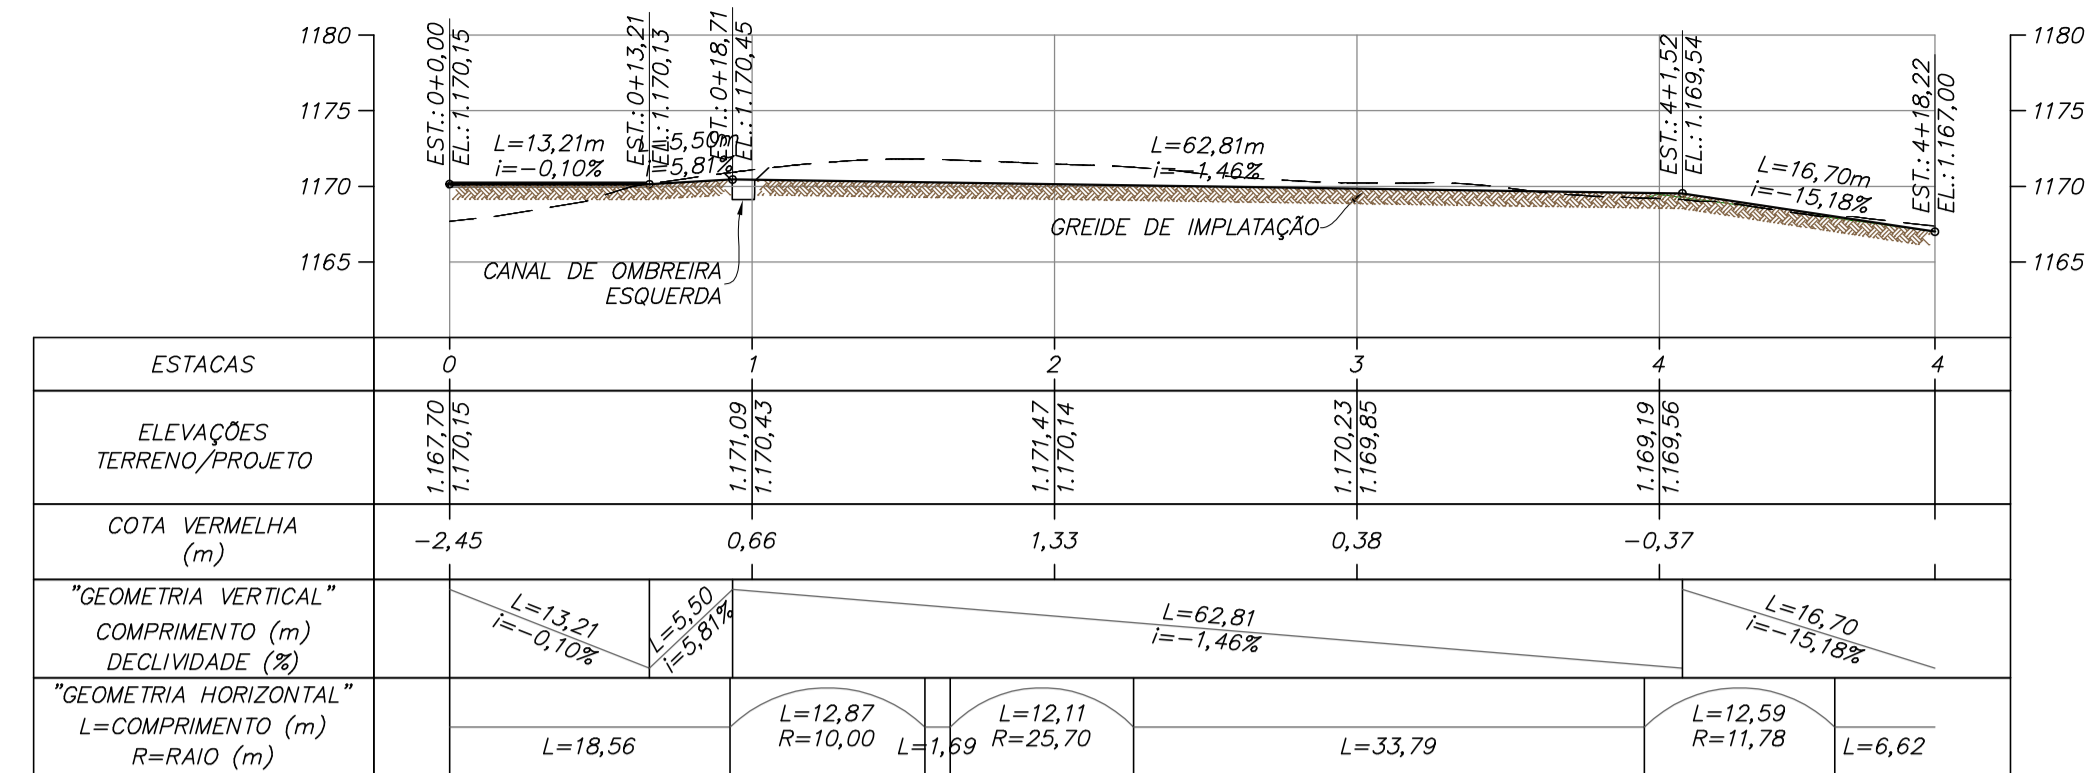 1180
1175
1170
1165
1180
1175
1170
1165
EST.: 0+0,00
EL.:1.170,15
EST.: 0+13,21
EL.:1.170,13
EST.: 0+18,71
EL.:1.170,45
EST.: 4+1,52
EL.:1.169,54
EST.: 4+18,22
EL.:1.167,00
L=13,21m
i=-0,10%
L=5,50m
i=5,81%
L=62,81m
i=-1,46%
L=16,70m
i=-15,18%
GREIDE DE IMPLATAÇÃO
CANAL DE OMBREIRA
ESQUERDA
ESTACAS
0 1 2 3 4 4
ELEVAÇÕES
TERRENO/PROJETO
1.167,70
1.170,15
1.171,09
1.170,43
1.171,47
1.170,14
1.170,23
1.169,85
1.169,19
1.169,56
COTA VERMELHA
(m)
-2,45 0,66 1,33 0,38 -0,37
"GEOMETRIA VERTICAL"
COMPRIMENTO (m)
DECLIVIDADE (%)
L=13,21
i=-0,10%
L=5,50
i=5,81%
L=62,81
i=-1,46%
L=16,70
i=-15,18%
"GEOMETRIA HORIZONTAL"
L=COMPRIMENTO (m)
R=RAIO (m)
L=18,56
L=12,87
R=10,00
L=1,69
L=12,11
R=25,70
L=33,79
L=12,59
R=11,78
L=6,62